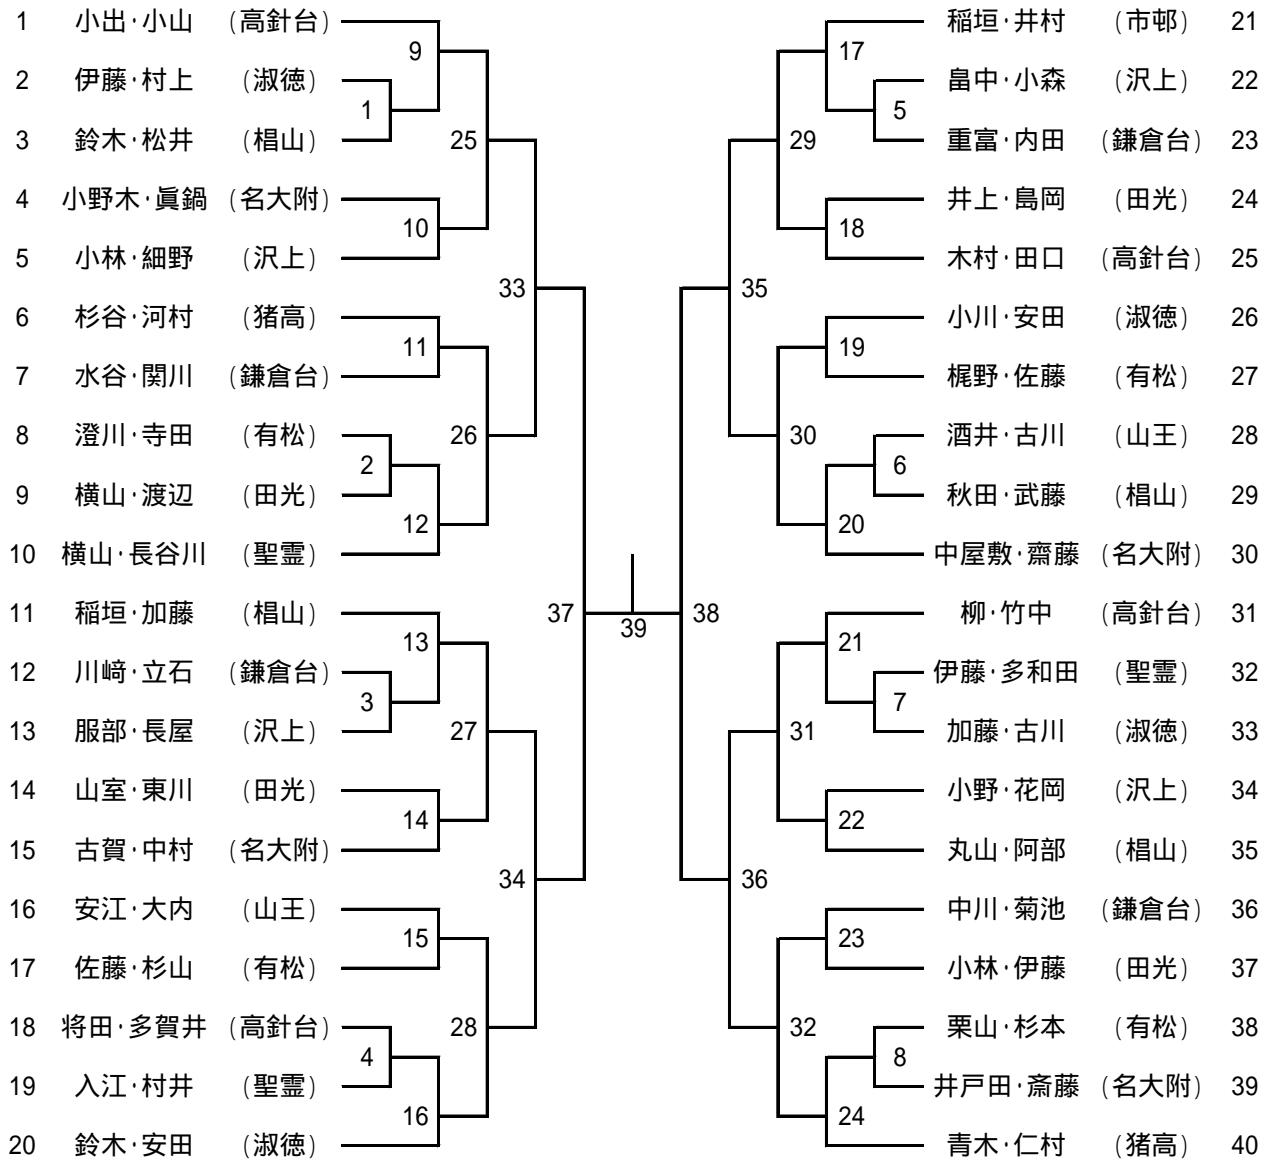 1 小出·小山 (高針台) 稲垣·井村 (市邨) 21
9 17
2 伊藤·村上 (淑徳) 畠中·小森 (沢上) 22
1 5
3 鈴木·松井 (椙山) 25 29 重富·内田 (鎌倉台) 23
4 小野木·眞鍋 (名大附) 井上·島岡 (田光) 24
10 18
5 小林·細野 (沢上) 木村·田口 (高針台) 25
33 35
6 杉谷·河村 (猪高) 小川·安田 (淑徳) 26
11 19
7 水谷·関川 (鎌倉台) 梶野·佐藤 (有松) 27
8 澄川·寺田 (有松) 26 30 酒井·古川 (山王) 28
2 6
9 横山·渡辺 (田光) 秋田·武藤 (椙山) 29
12 20
10 横山·長谷川 (聖霊) 中屋敷·齋藤 (名大附) 30
11 稲垣·加藤 (椙山) 37 39 38 柳·竹中 (高針台) 31
13 21
12 川﨑·立石 (鎌倉台) 伊藤·多和田 (聖霊) 32
3 7
13 服部·長屋 (沢上) 27 31 加藤·古川 (淑徳) 33
14 山室·東川 (田光) 小野·花岡 (沢上) 34
14 22
15 古賀·中村 (名大附) 丸山·阿部 (椙山) 35
34 36
16 安江·大内 (山王) 中川·菊池 (鎌倉台) 36
15 23
17 佐藤·杉山 (有松) 小林·伊藤 (田光) 37
18 将田·多賀井 (高針台) 28 32 栗山·杉本 (有松) 38
4 8
19 入江·村井 (聖霊) 井戸田·斎藤 (名大附) 39
16 24
20 鈴木·安田 (淑徳) 青木·仁村 (猪高) 40